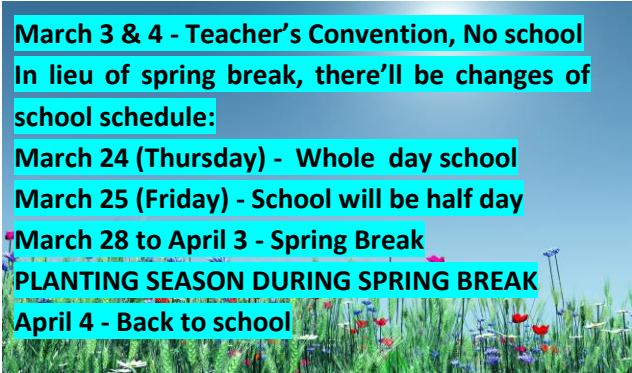 March 3 & 4 - Teacher’s Convention, No school
In lieu of spring break, there’ll be changes of
school schedule:
March 24 (Thursday) - Whole day school
March 25 (Friday) - School will be half day
March 28 to April 3 - Spring Break
PLANTING SEASON DURING SPRING BREAK
April 4 - Back to school